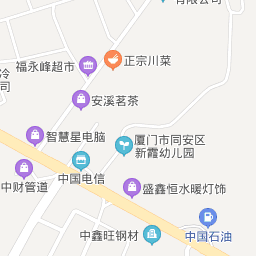 有限公司
福永峰超市
正宗川菜
冷
司
安溪茗茶
智慧星电脑
厦门市同安区
新霞幼儿园
中国电信
中财管道
盛鑫恒水暖灯饰
中鑫旺钢材
中国石油